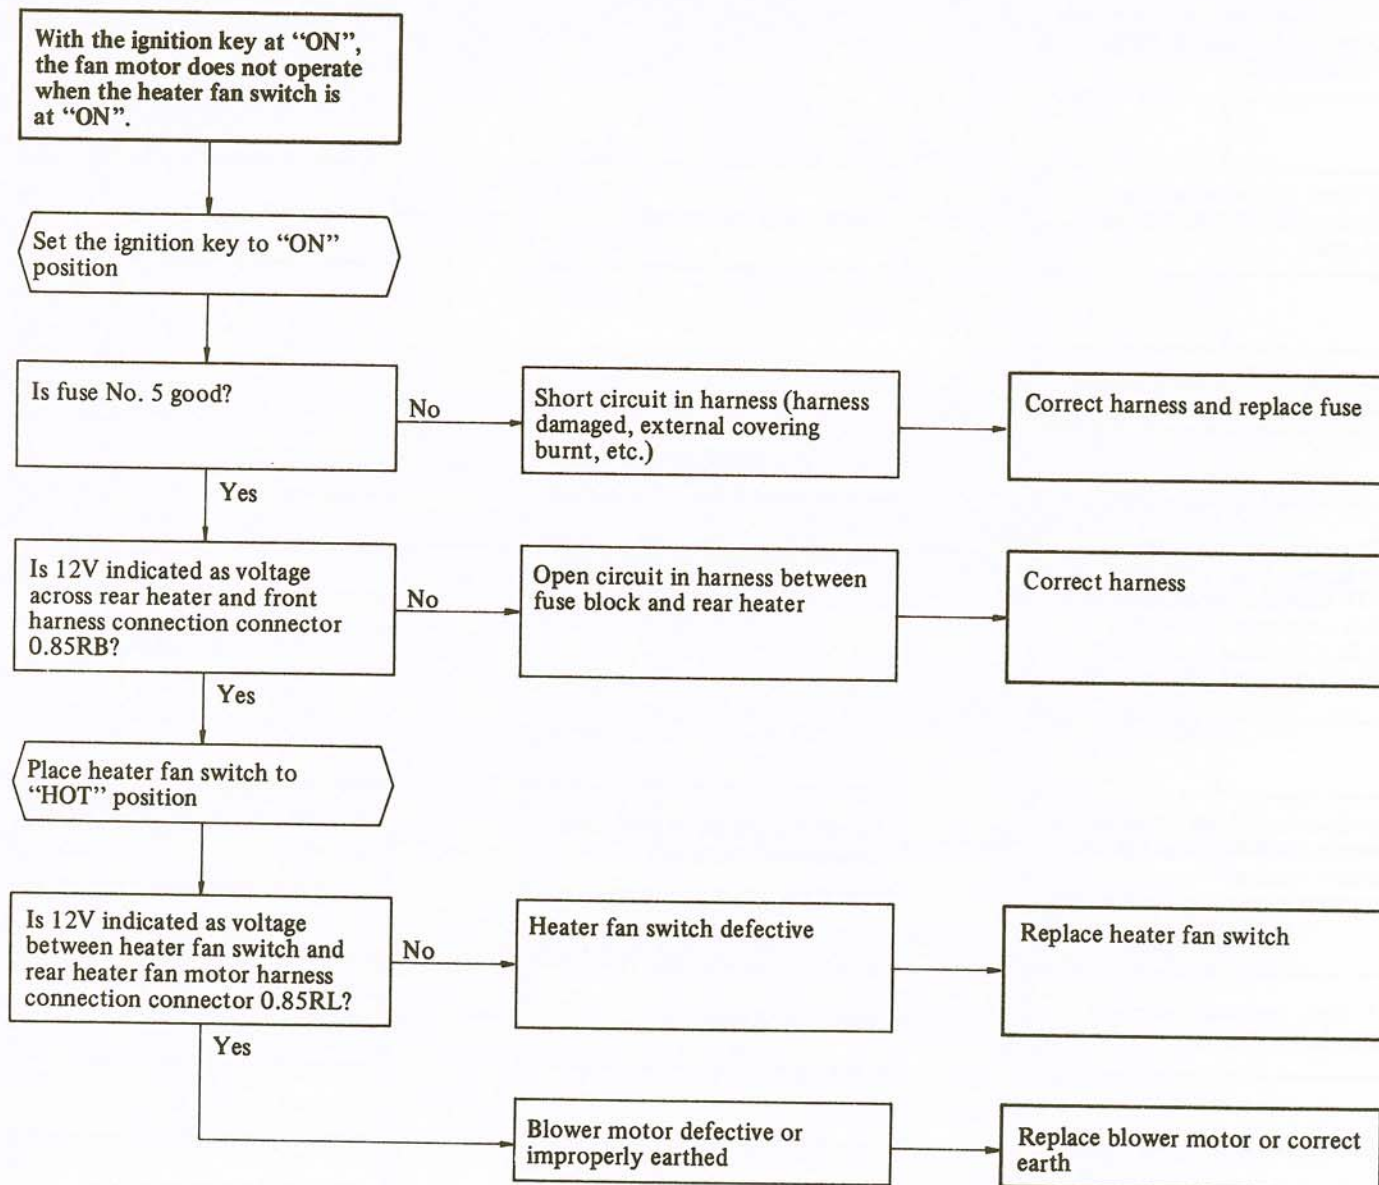 With the ignition key at “ON”,
the fan motor does not operate
when the heater fan switch is
at “ON”.
Set the ignition key to “ON”
position
Is fuse No. 5 good?
No
Short circuit in harness (harness
damaged, external covering
burnt, etc.)
Correct harness and replace fuse
Yes
Is 12V indicated as voltage
across rear heater and front
harness connection connector
0.85RB?
No
Open circuit in harness between
fuse block and rear heater
Correct harness
Yes
Place heater fan switch to
“HOT” position
Is 12V indicated as voltage
between heater fan switch and
rear heater fan motor harness
connection connector 0.85RL?
No
Heater fan switch defective
Replace heater fan switch
Yes
Blower motor defective or
improperly earthed
Replace blower motor or correct
earth